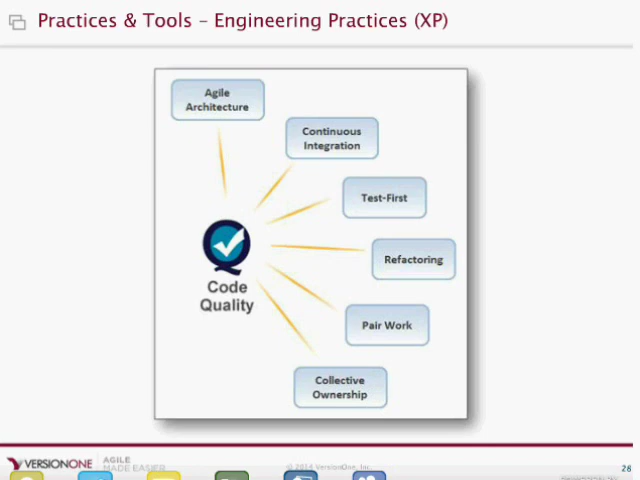 Practices & Tools – Engineering Practices (XP)
Agile
Architecture
Continuous
Integration
Test-First
Refactoring
Code
Quality
Pair Work
Collective
Ownership
VERSIONONE
AGILE
MADE EASIER
© 2014 VersionOne, Inc.
28